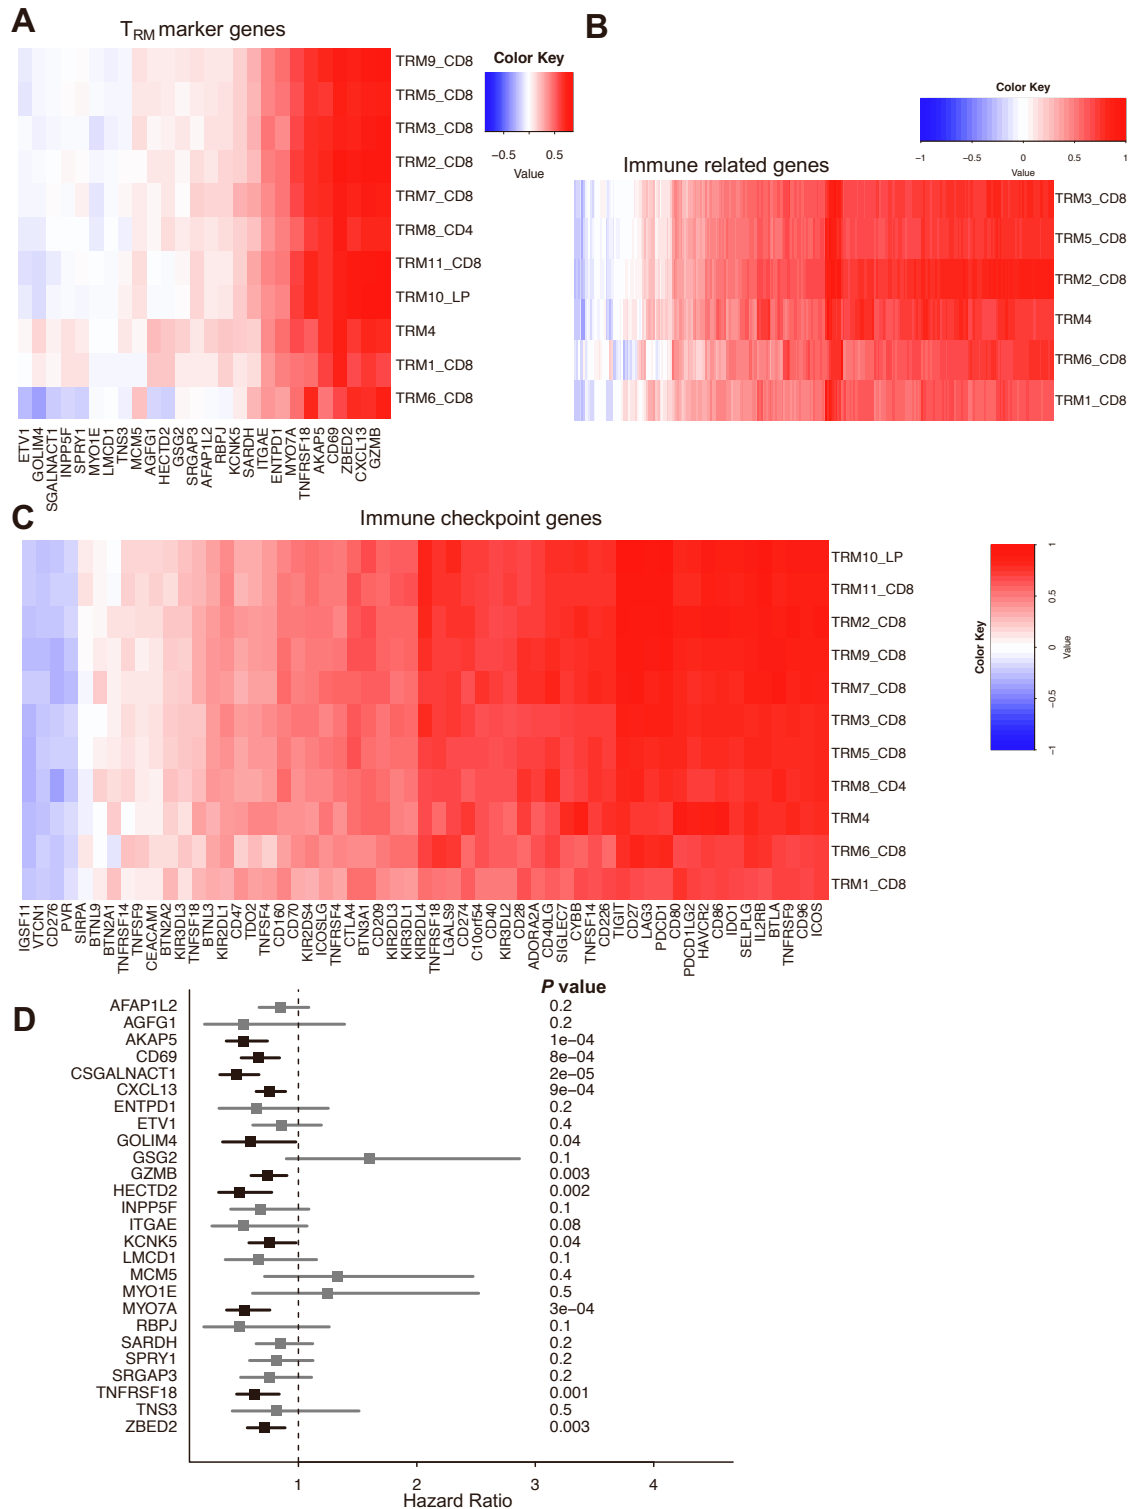 A
T_RM marker genes
TRM9_CD8
TRM5_CD8
TRM3_CD8
TRM2_CD8
TRM7_CD8
TRM8_CD4
TRM11_CD8
TRM10_LP
TRM4
TRM1_CD8
TRM6_CD8
Color Key
−0.5 0.5
Value
ETV1
GOLIM4
SGALNACT1
INPP5F
SPRY1
MYO1E
LMCD1
TNS3
MCM5
AGFG1
HECTD2
GSG2
SRGAP3
AFAP1L2
RBPJ
KCNK5
SARDH
ITGAE
ENTPD1
MYO7A
TNFRSF18
AKAP5
CD69
ZBED2
CXCL13
GZMB
B
Color Key
−1 −0.5 0 0.5 1
Value
Immune related genes
TRM3_CD8
TRM5_CD8
TRM2_CD8
TRM4
TRM6_CD8
TRM1_CD8
C
Immune checkpoint genes
TRM10_LP
TRM11_CD8
TRM2_CD8
TRM9_CD8
TRM7_CD8
TRM3_CD8
TRM5_CD8
TRM8_CD4
TRM4
TRM6_CD8
TRM1_CD8
Color Key
−1 −0.5 0 0.5 1
Value
IGSF11
VTCN1
CD276
PVR
SIRPA
BTNL9
BTN2A1
TNFRSF14
TNFSF9
CEACAM1
BTN2A2
KIR3DL3
TNFSF18
BTNL3
KIR2DL1
CD47
TDO2
TNFSF4
CD160
CD70
KIR2DS4
ICOSLG
TNFRSF4
CTLA4
BTN3A1
CD209
KIR2DL3
KIR3DL1
KIR2DL4
TNFRSF18
LGALS9
CD274
C10orf54
CD40
KIR3DL2
CD28
ADORA2A
CD40LG
SIGLEC7
CYBB
TNFSF14
CD226
TIGIT
CD27
LAG3
PDCD1
CD80
PDCD1LG2
HAVCR2
CD86
IDO1
SELPLG
IL2RB
BTLA
TNFRSF9
CD96
ICOS
D
P value
AFAP1L2 0.2
AGFG1 0.2
AKAP5 1e−04
CD69 8e−04
CSGALNACT1 2e−05
CXCL13 9e−04
ENTPD1 0.2
ETV1 0.4
GOLIM4 0.04
GSG2 0.1
GZMB 0.003
HECTD2 0.002
INPP5F 0.1
ITGAE 0.08
KCNK5 0.04
LMCD1 0.1
MCM5 0.4
MYO1E 0.5
MYO7A 3e−04
RBPJ 0.1
SARDH 0.2
SPRY1 0.2
SRGAP3 0.2
TNFRSF18 0.001
TNS3 0.5
ZBED2 0.003
1 2 3 4
Hazard Ratio